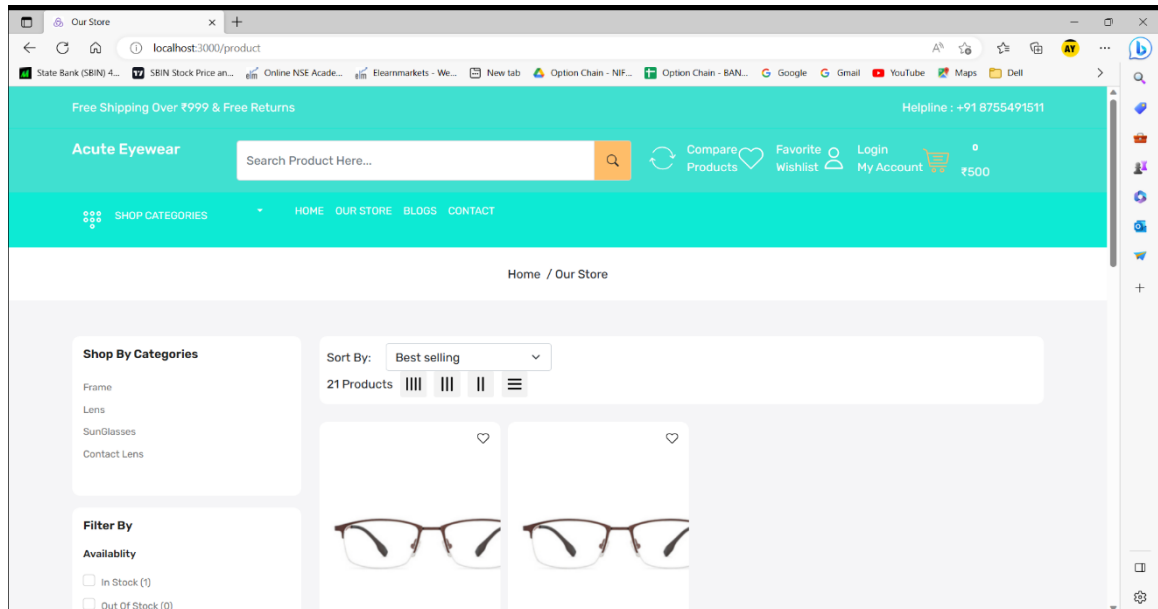 Our Store
localhost:3000/product
AY
State Bank (SBIN) 4... SBIN Stock Price an... Online NSE Acade... Elearnmarkets - We... New tab Option Chain - NIF... Option Chain - BAN... Google Gmail YouTube Maps Dell
Free Shipping Over ₹999 & Free Returns Helpline : +91 8755491511
Acute Eyewear
Search Product Here...
Compare Products
Favorite Wishlist
Login My Account
0
₹500
SHOP CATEGORIES HOME OUR STORE BLOGS CONTACT
Home / Our Store
Shop By Categories
Frame
Lens
SunGlasses
Contact Lens
Filter By
Availablity
In Stock (1)
Out Of Stock (0)
Sort By: Best selling
21 Products